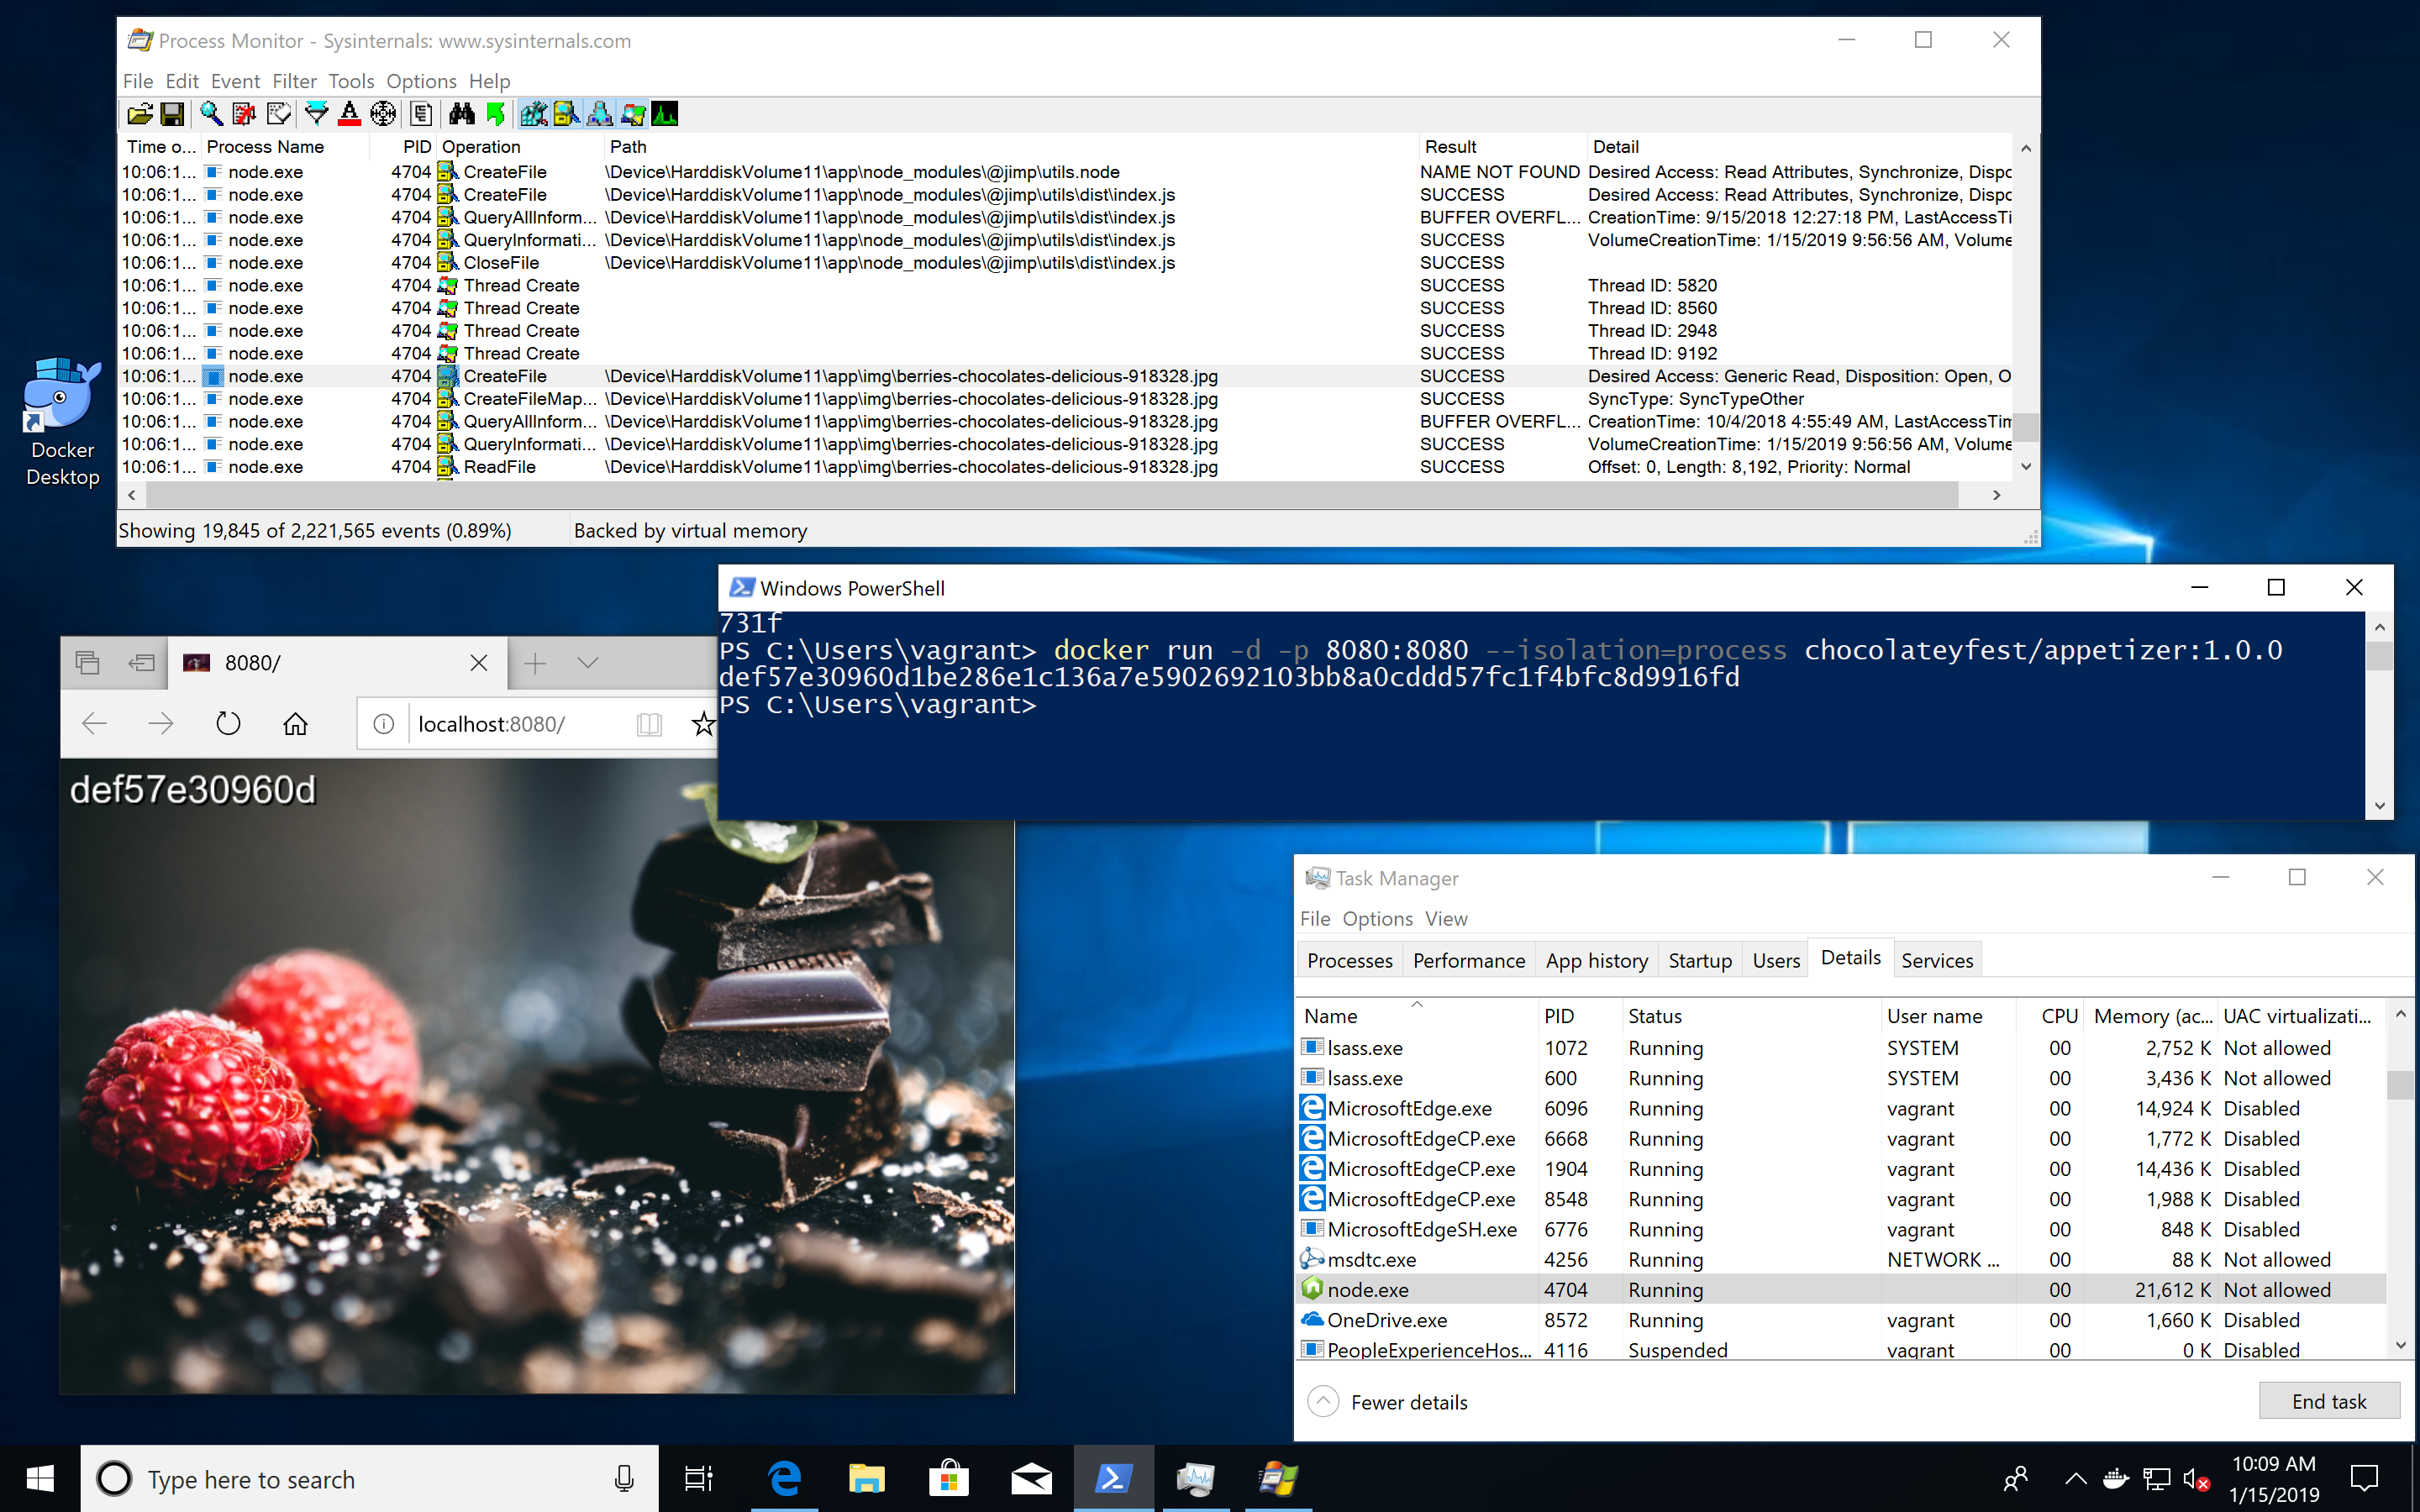 Process Monitor - Sysinternals: www.sysinternals.com
File Edit Event Filter Tools Options Help
Time o... Process Name PID Operation Path Result Detail
10:06:1... node.exe 4704 CreateFile \Device\HarddiskVolume11\app\node_modules\@jimp\utils.node NAME NOT FOUND Desired Access: Read Attributes, Synchronize, Dispo
10:06:1... node.exe 4704 CreateFile \Device\HarddiskVolume11\app\node_modules\@jimp\utils\dist\index.js SUCCESS Desired Access: Read Attributes, Synchronize, Dispo
10:06:1... node.exe 4704 QueryAllInform... \Device\HarddiskVolume11\app\node_modules\@jimp\utils\dist\index.js BUFFER OVERFL... CreationTime: 9/15/2018 12:27:18 PM, LastAccessTi
10:06:1... node.exe 4704 QueryInformati... \Device\HarddiskVolume11\app\node_modules\@jimp\utils\dist\index.js SUCCESS VolumeCreationTime: 1/15/2019 9:56:56 AM, Volume
10:06:1... node.exe 4704 CloseFile \Device\HarddiskVolume11\app\node_modules\@jimp\utils\dist\index.js SUCCESS
10:06:1... node.exe 4704 Thread Create SUCCESS Thread ID: 5820
10:06:1... node.exe 4704 Thread Create SUCCESS Thread ID: 8560
10:06:1... node.exe 4704 Thread Create SUCCESS Thread ID: 2948
10:06:1... node.exe 4704 Thread Create SUCCESS Thread ID: 9192
10:06:1... node.exe 4704 CreateFile \Device\HarddiskVolume11\app\img\berries-chocolates-delicious-918328.jpg SUCCESS Desired Access: Generic Read, Disposition: Open, O
10:06:1... node.exe 4704 CreateFileMap... \Device\HarddiskVolume11\app\img\berries-chocolates-delicious-918328.jpg SUCCESS SyncType: SyncTypeOther
10:06:1... node.exe 4704 QueryAllInform... \Device\HarddiskVolume11\app\img\berries-chocolates-delicious-918328.jpg BUFFER OVERFL... CreationTime: 10/4/2018 4:55:49 AM, LastAccessTim
10:06:1... node.exe 4704 QueryInformati... \Device\HarddiskVolume11\app\img\berries-chocolates-delicious-918328.jpg SUCCESS VolumeCreationTime: 1/15/2019 9:56:56 AM, Volume
10:06:1... node.exe 4704 ReadFile \Device\HarddiskVolume11\app\img\berries-chocolates-delicious-918328.jpg SUCCESS Offset: 0, Length: 8,192, Priority: Normal
Showing 19,845 of 2,221,565 events (0.89%) Backed by virtual memory
Docker
Desktop
Windows PowerShell
731f
PS C:\Users\vagrant> docker run -d -p 8080:8080 --isolation=process chocolateyfest/appetizer:1.0.0
def57e30960d1be286e1c136a7e5902692103bb8a0cddd57fc1f4bfc8d9916fd
PS C:\Users\vagrant>
8080/
localhost:8080/
def57e30960d
Task Manager
File Options View
Processes Performance App history Startup Users Details Services
Name PID Status User name CPU Memory (ac... UAC virtualizati...
lsass.exe 1072 Running SYSTEM 00 2,752 K Not allowed
lsass.exe 600 Running SYSTEM 00 3,436 K Not allowed
MicrosoftEdge.exe 6096 Running vagrant 00 14,924 K Disabled
MicrosoftEdgeCP.exe 6668 Running vagrant 00 1,772 K Disabled
MicrosoftEdgeCP.exe 1904 Running vagrant 00 14,436 K Disabled
MicrosoftEdgeCP.exe 8548 Running vagrant 00 1,988 K Disabled
MicrosoftEdgeSH.exe 6776 Running vagrant 00 848 K Disabled
msdtc.exe 4256 Running NETWORK ... 00 88 K Not allowed
node.exe 4704 Running 00 21,612 K Not allowed
OneDrive.exe 8572 Running vagrant 00 1,660 K Disabled
PeopleExperienceHos... 4116 Suspended vagrant 00 0 K Disabled
Fewer details
End task
Type here to search
10:09 AM
1/15/2019